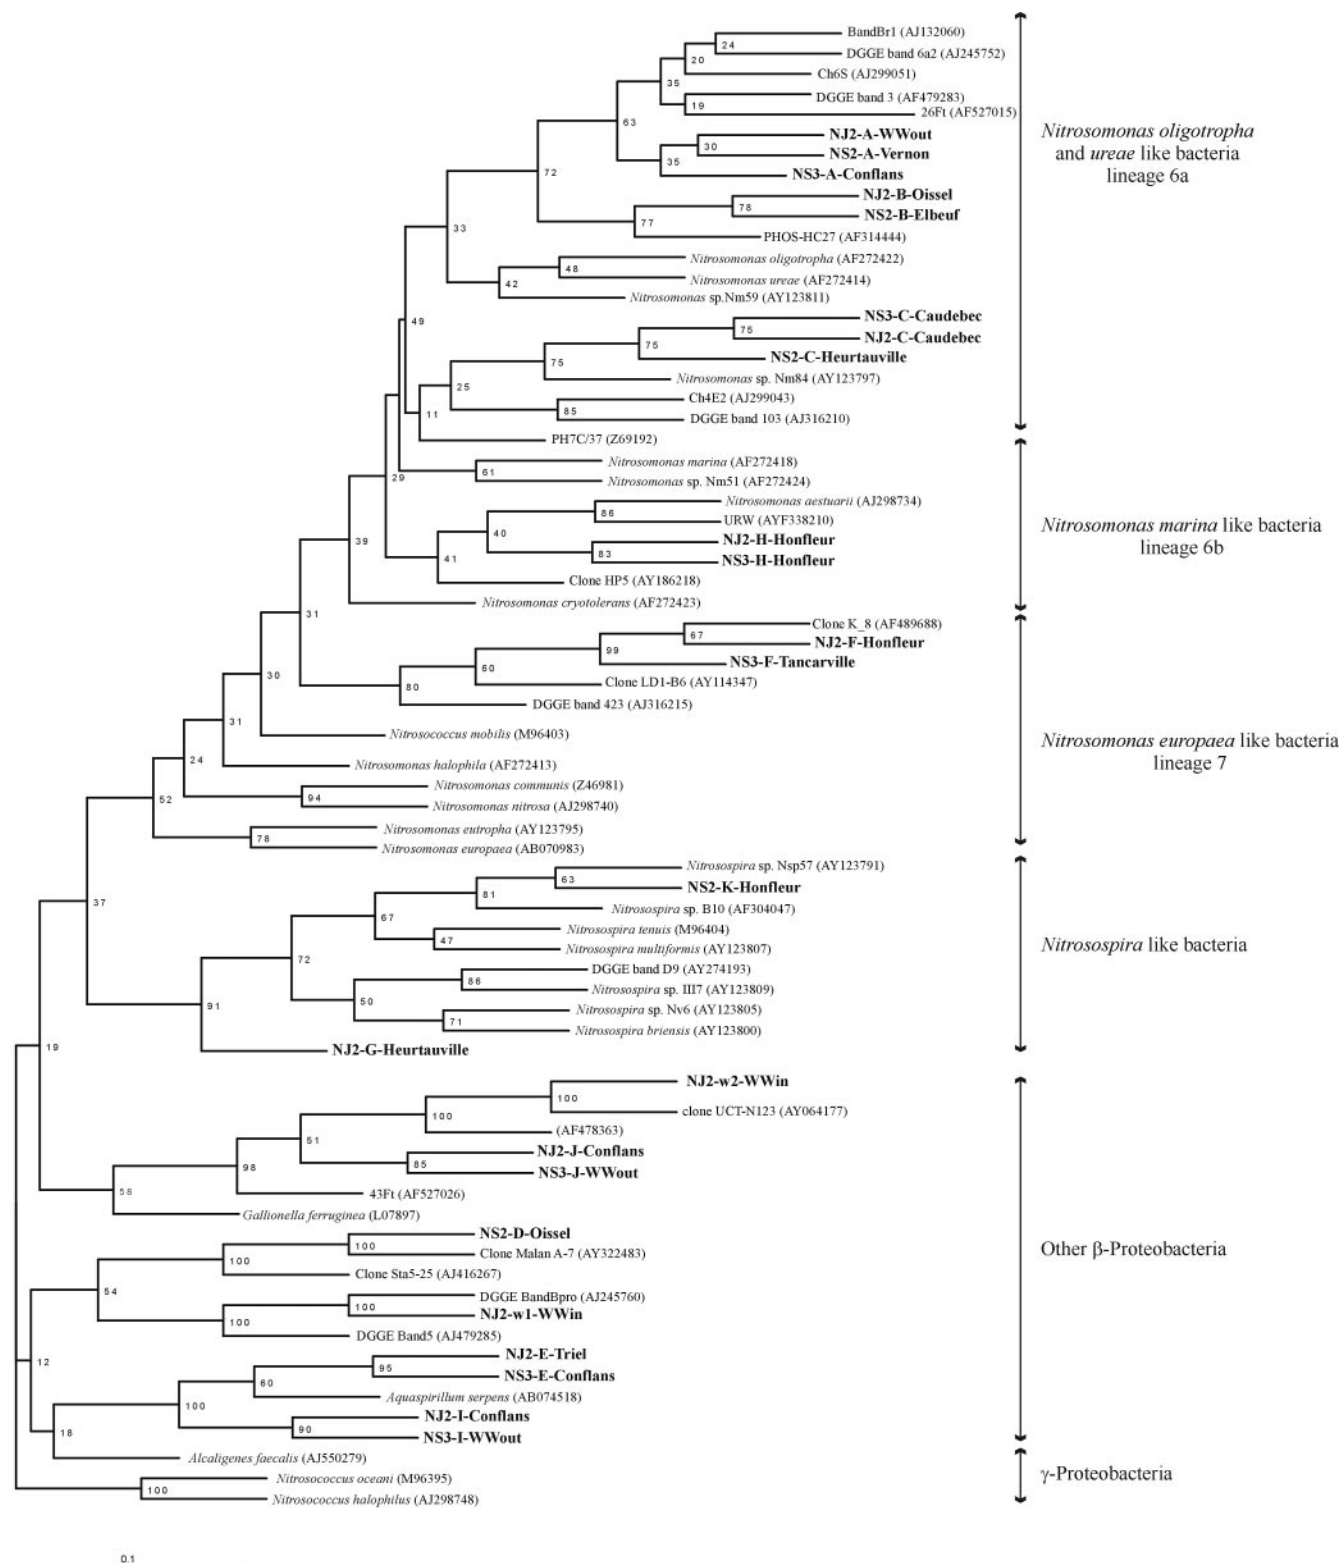 BandBr1 (AJ132060)
24
DGGE band 6a2 (AJ245752)
20
Ch6S (AJ299051)
35
DGGE band 3 (AF479283)
19
26Ft (AF527015)
63
NJ2-A-WWout
30
NS2-A-Vernon
35
NS3-A-Conflans
72
NJ2-B-Oissel
78
NS2-B-Elbeuf
77
PHOS-HC27 (AF314444)
33
Nitrosomonas oligotropha (AF272422)
48
Nitrosomonas ureae (AF272414)
42
Nitrosomonas sp.Nm59 (AY123811)
49
NS3-C-Caudebec
75
NJ2-C-Caudebec
75
NS2-C-Heurtauville
75
Nitrosomonas sp. Nm84 (AY123797)
25
Ch4E2 (AJ299043)
85
DGGE band 103 (AJ316210)
11
PH7C/37 (Z69192)
Nitrosomonas oligotropha
and ureae like bacteria
lineage 6a
Nitrosomonas marina (AF272418)
61
Nitrosomonas sp. Nm51 (AF272424)
29
Nitrosomonas aestuarii (AJ298734)
86
URW (AYF338210)
40
NJ2-H-Honfleur
83
NS3-H-Honfleur
41
Clone HP5 (AY186218)
39
Nitrosomonas cryotolerans (AF272423)
Nitrosomonas marina like bacteria
lineage 6b
31
Clone K_8 (AF489688)
67
NJ2-F-Honfleur
99
NS3-F-Tancarville
60
Clone LD1-B6 (AY114347)
80
DGGE band 423 (AJ316215)
30
Nitrosococcus mobilis (M96403)
31
Nitrosomonas halophila (AF272413)
24
Nitrosomonas communis (Z46981)
94
Nitrosomonas nitrosa (AJ298740)
52
Nitrosomonas eutropha (AY123795)
78
Nitrosomonas europaea (AB070983)
Nitrosomonas europaea like bacteria
lineage 7
37
Nitrosospira sp. Nsp57 (AY123791)
63
NS2-K-Honfleur
81
Nitrosospira sp. B10 (AF304047)
67
Nitrosospira tenuis (M96404)
47
Nitrosospira multiformis (AY123807)
72
DGGE band D9 (AY274193)
86
Nitrosospira sp. III7 (AY123809)
50
Nitrosospira sp. Nv6 (AY123805)
71
Nitrosospira briensis (AY123800)
91
NJ2-G-Heurtauville
Nitrosospira like bacteria
19
NJ2-w2-WWin
100
clone UCT-N123 (AY064177)
100
(AF478363)
51
NJ2-J-Conflans
85
NS3-J-WWout
98
43Ft (AF527026)
58
Gallionella ferruginea (L07897)
NS2-D-Oissel
100
Clone Malan A-7 (AY322483)
100
Clone Sta5-25 (AJ416267)
54
DGGE BandBpro (AJ245760)
100
NJ2-w1-WWin
100
DGGE Band5 (AJ479285)
12
NJ2-E-Triel
95
NS3-E-Conflans
60
Aquaspirillum serpens (AB074518)
100
NJ2-I-Conflans
90
NS3-I-WWout
18
Alcaligenes faecalis (AJ550279)
Other β-Proteobacteria
Nitrosococcus oceani (M96395)
100
Nitrosococcus halophilus (AJ298748)
γ-Proteobacteria
0.1